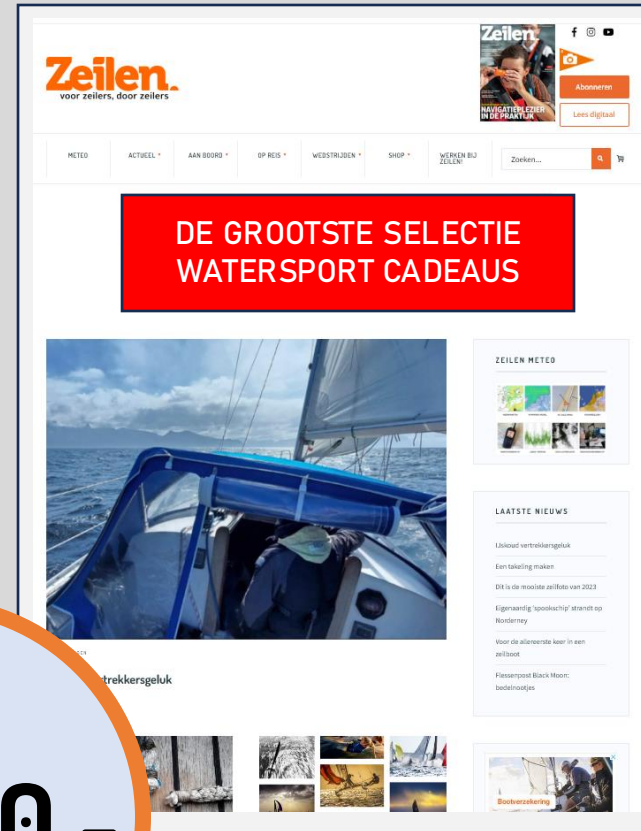 Zeilen.
voor zeilers, door zeilers
Zeilen
NAVIGATIEPLEZIER
IN DE PRAKTIJK
Abonneren
Lees digitaal
METEO
ACTUEEL
AAN BOORD
OP REIS
WEDSTRIJDEN
SHOP
WERKEN BIJ
ZEILEN!
Zoeken...
DE GROOTSTE SELECTIE
WATERSPORT CADEAUS
ZEILEN METEO
LAATSTE NIEUWS
IJskoud vertrekkersgeluk
Een takeling maken
Dit is de mooiste zeilfoto van 2023
Eigenaardig 'spookschip' strandt op
Norderney
Voor de allereerste keer in een
zeilboot
Flessenpost Black Moon:
bedelnootjes
trekkersgeluk
Bootverzekering